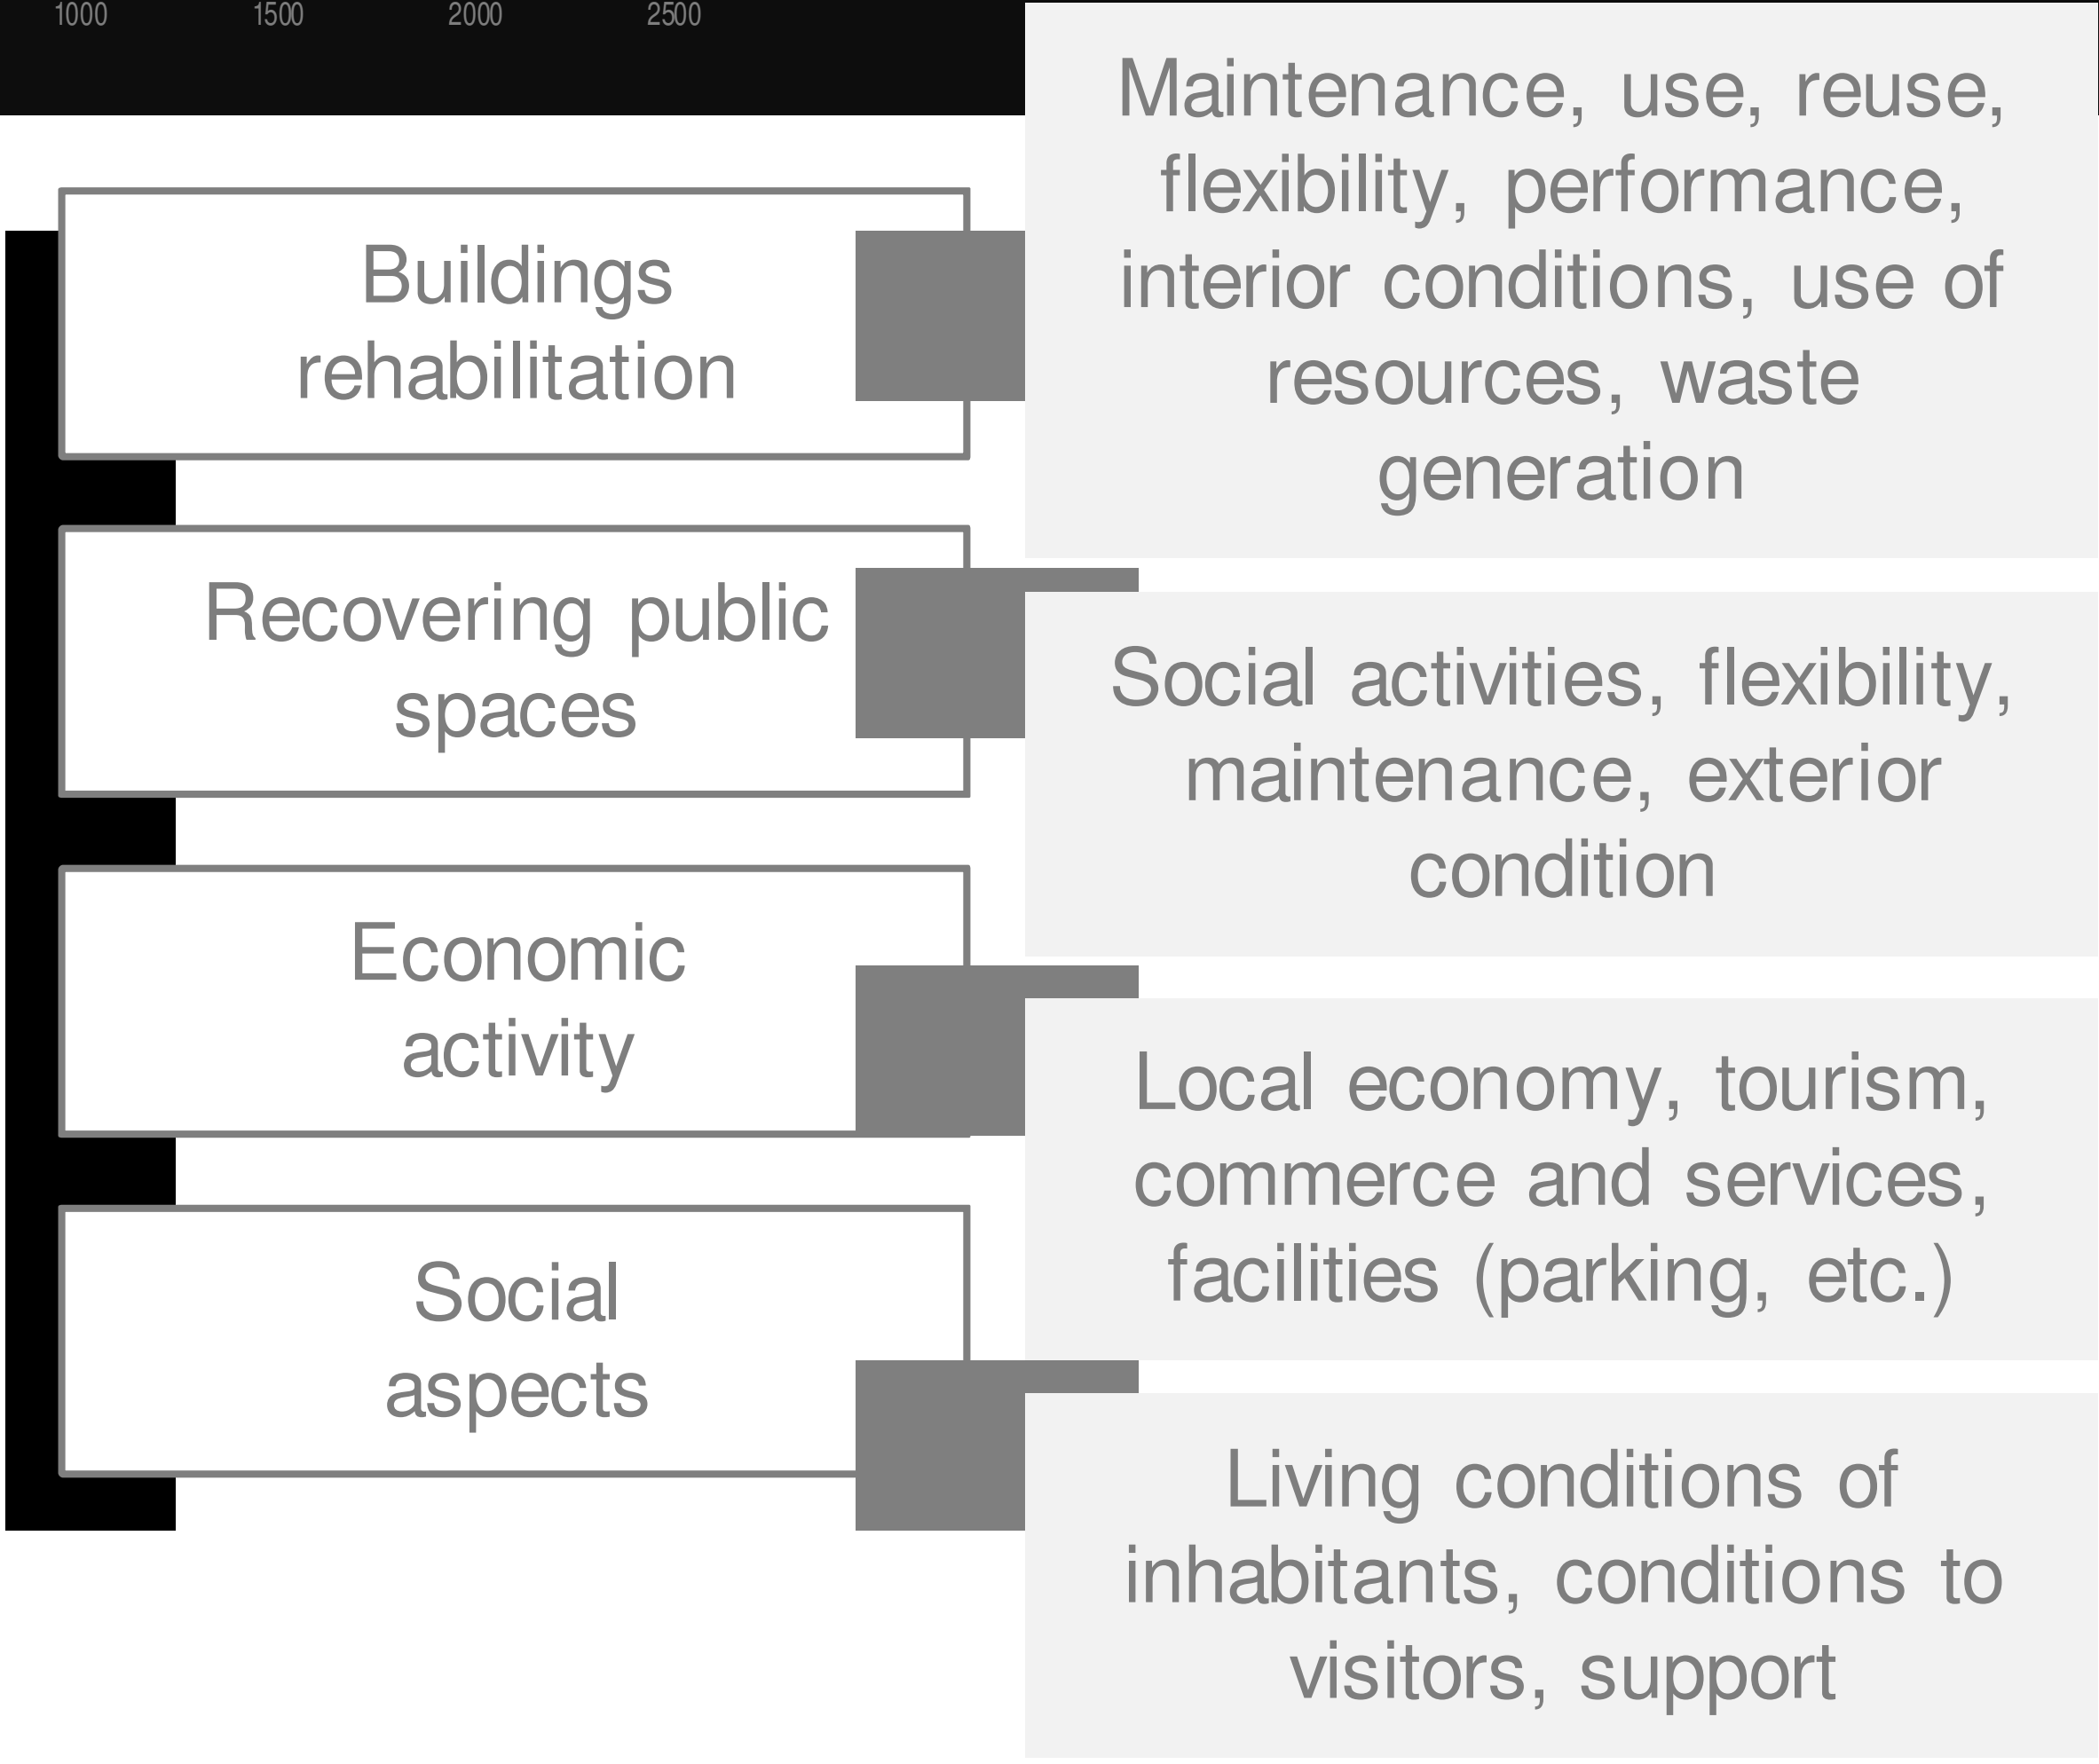 1000 1500 2000 2500
Buildings
rehabilitation
Maintenance, use, reuse,
flexibility, performance,
interior conditions, use of
resources, waste
generation
Recovering public
spaces
Social activities, flexibility,
maintenance, exterior
condition
Economic
activity
Local economy, tourism,
commerce and services,
facilities (parking, etc.)
Social
aspects
Living conditions of
inhabitants, conditions to
visitors, support